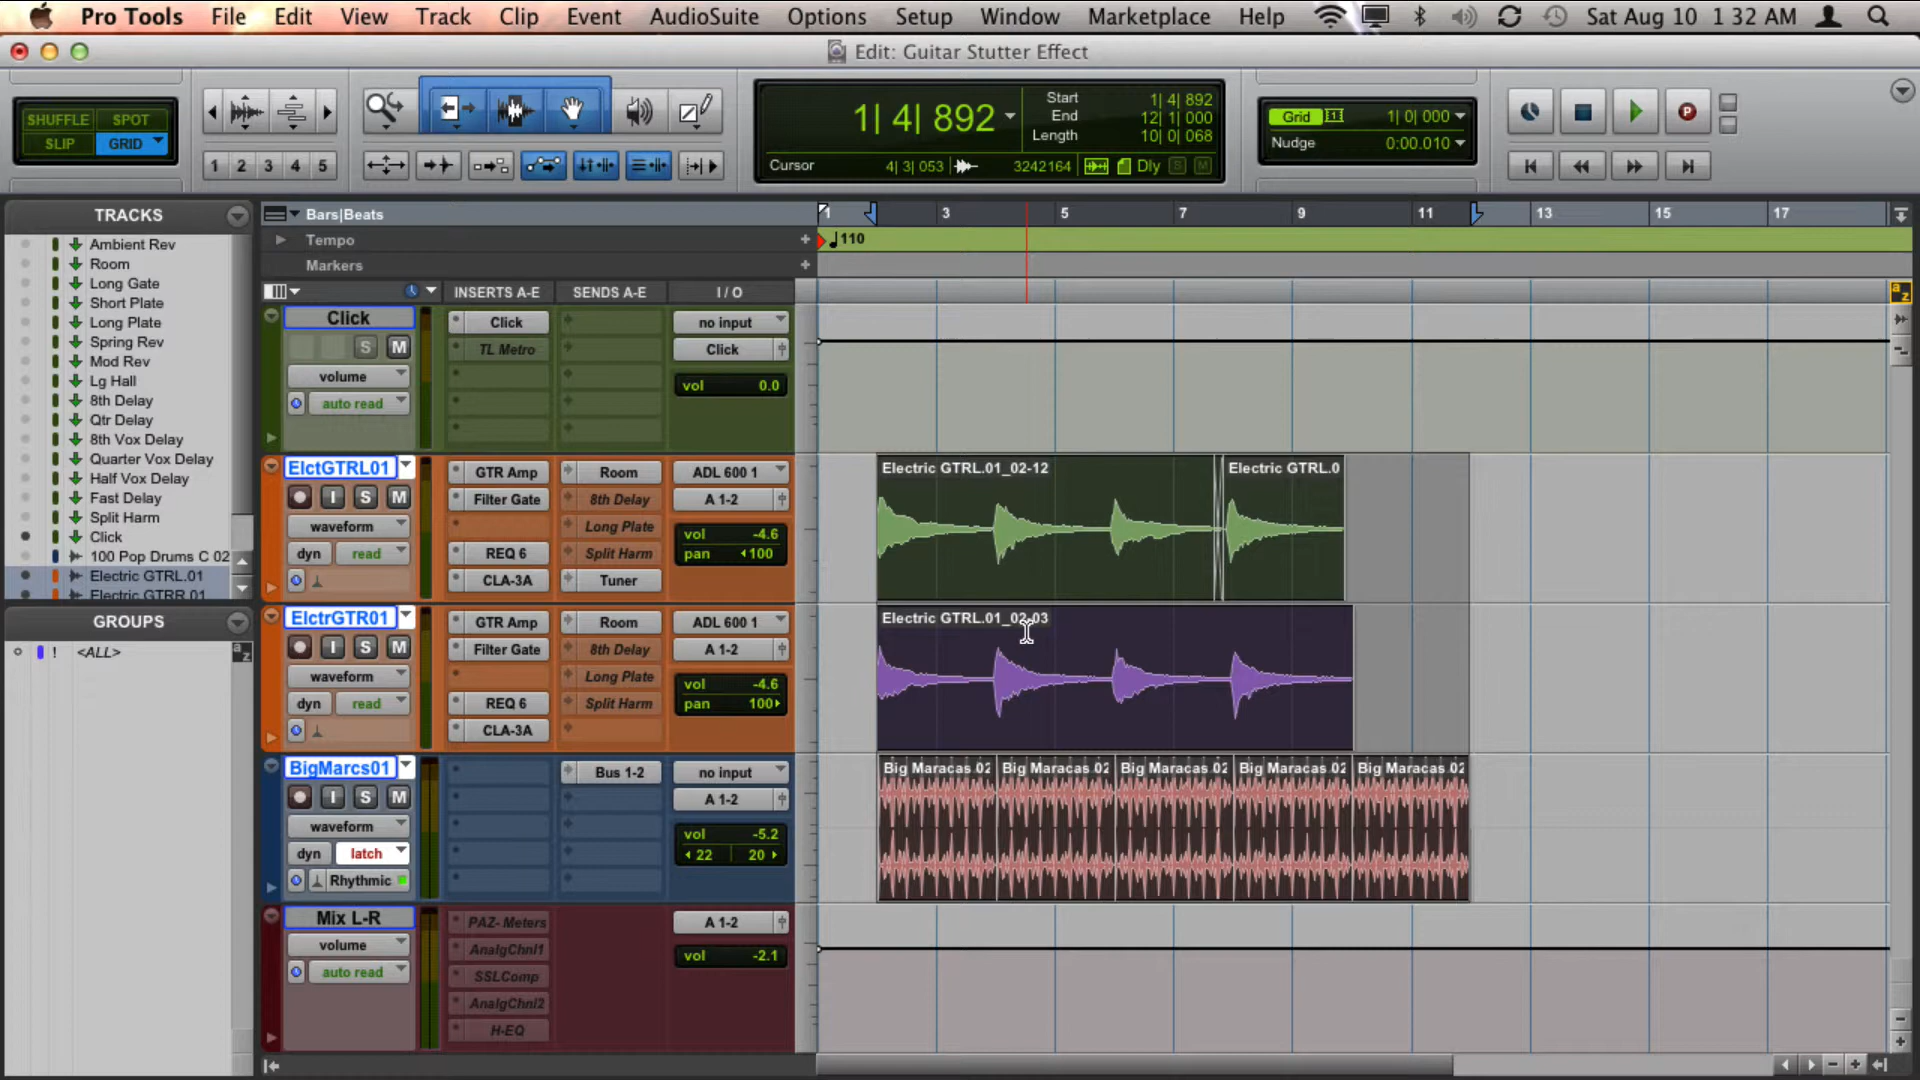 Pro Tools File Edit View Track Clip Event AudioSuite Options Setup Window Marketplace Help Sat Aug 10 1 32 AM
Edit: Guitar Stutter Effect
SHUFFLE SPOT
SLIP GRID
1 2 3 4 5
1| 4| 892
Start 1| 4| 892
End 12| 1| 000
Length 10| 0| 068
Cursor 4| 3| 053 3242164 Dly S M
Grid 1| 0| 000
Nudge 0:00.010
TRACKS
Ambient Rev
Room
Long Gate
Short Plate
Long Plate
Spring Rev
Mod Rev
Lg Hall
8th Delay
Qtr Delay
8th Vox Delay
Quarter Vox Delay
Half Vox Delay
Fast Delay
Split Harm
Click
100 Pop Drums C 02
Electric GTRL.01
Electric GTRR.01
GROUPS
! <ALL>
a z
Bars|Beats 1 3 5 7 9 11 13 15 17
Tempo + 110
Markers +
INSERTS A-E SENDS A-E I / O
a z
Click Click no input
S M TL Metro Click
volume vol 0.0
auto read
ElctGTRL01 GTR Amp Room ADL 600 1
I S M Filter Gate 8th Delay A 1-2
waveform Long Plate vol -4.6
dyn read REQ 6 Split Harm pan ◂100
CLA-3A Tuner
Electric GTRL.01_02-12 Electric GTRL.0
ElctrGTR01 GTR Amp Room ADL 600 1
I S M Filter Gate 8th Delay A 1-2
waveform Long Plate vol -4.6
dyn read REQ 6 Split Harm pan 100▸
CLA-3A
Electric GTRL.01_02-03
BigMarcs01 Bus 1-2 no input
I S M A 1-2
waveform vol -5.2
dyn latch ◂ 22 20 ▸
Rhythmic
Big Maracas 02 Big Maracas 02 Big Maracas 02 Big Maracas 02 Big Maracas 02
Mix L-R PAZ- Meters A 1-2
volume AnalgChnl1 vol -2.1
auto read SSLComp
AnalgChnl2
H-EQ